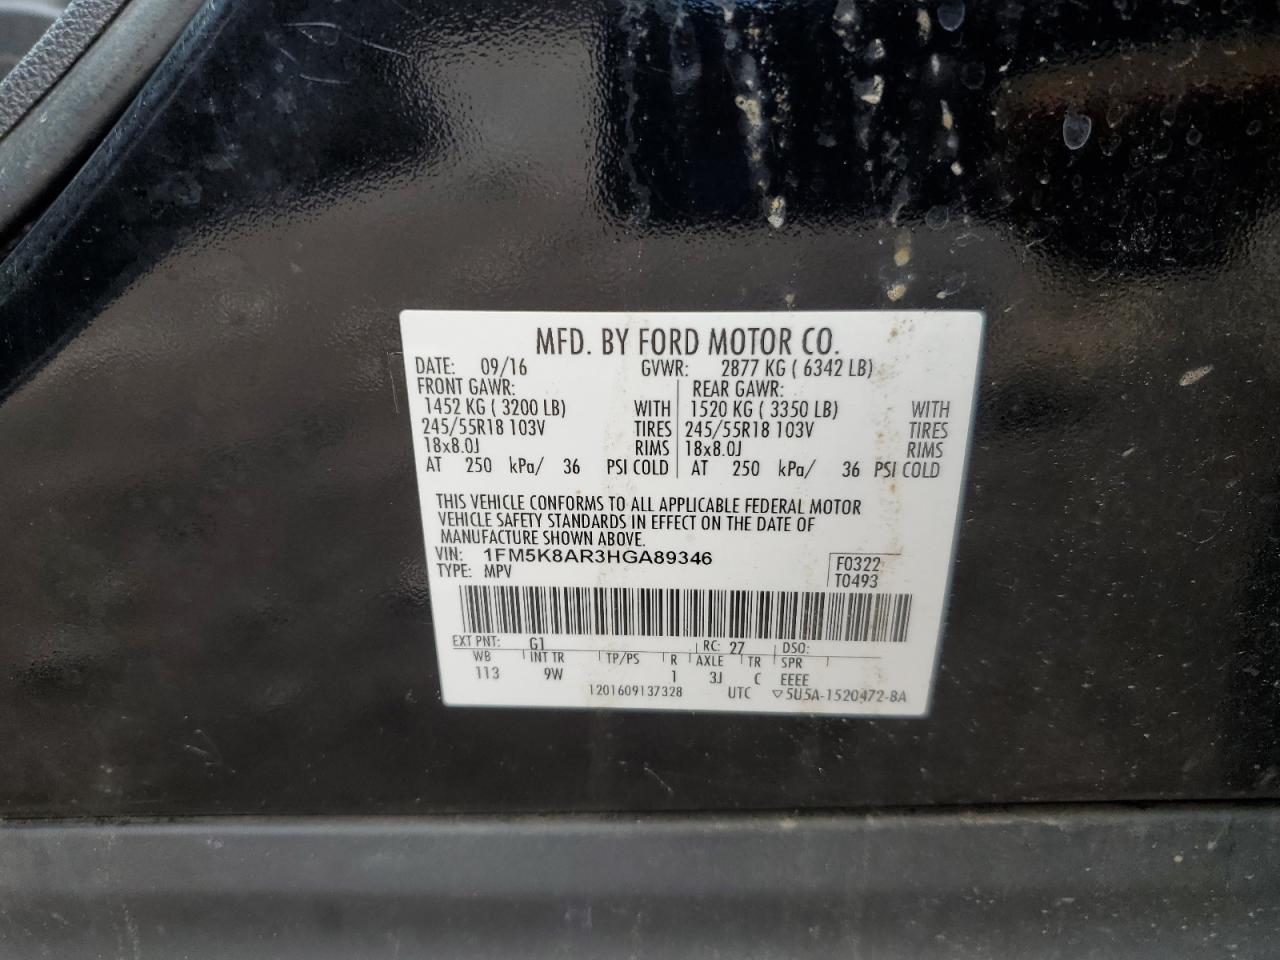 MFD. BY FORD MOTOR CO.
DATE: 09/16 GVWR: 2877 KG ( 6342 LB)
FRONT GAWR: REAR GAWR:
1452 KG ( 3200 LB) WITH 1520 KG ( 3350 LB) WITH
245/55R18 103V TIRES 245/55R18 103V TIRES
18x8.0J RIMS 18x8.0J RIMS
AT 250 kPa/ 36 PSI COLD AT 250 kPa/ 36 PSI COLD
THIS VEHICLE CONFORMS TO ALL APPLICABLE FEDERAL MOTOR
VEHICLE SAFETY STANDARDS IN EFFECT ON THE DATE OF
MANUFACTURE SHOWN ABOVE.
VIN: 1FM5K8AR3HGA89346 F0322
TYPE: MPV T0493
EXT PNT: G1 RC: 27 DSO:
WB INT TR TP/PS R AXLE TR SPR
113 9W 1 3J C EEEE
1201609137328 UTC ▽5U5A-1520472-BA